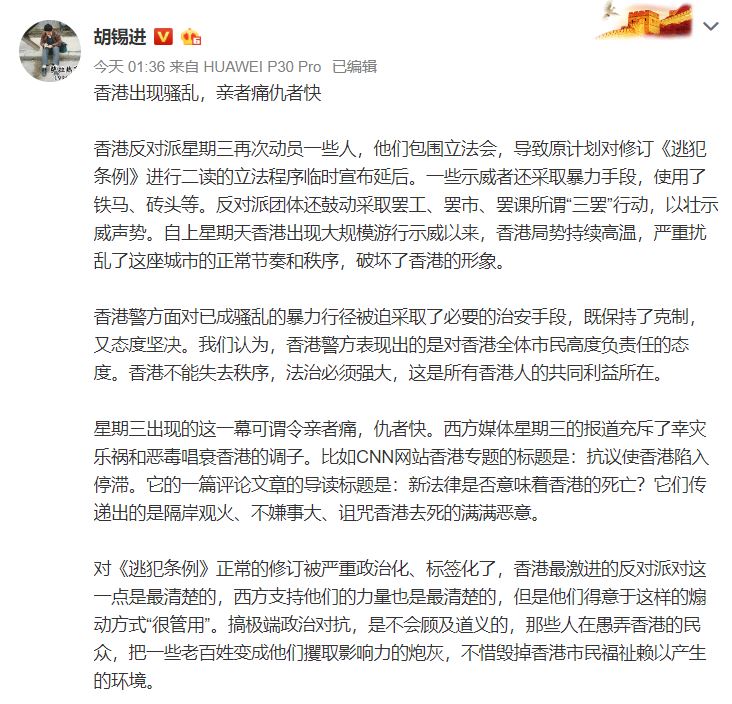 胡锡进
今天 01:36 来自 HUAWEI P30 Pro 已编辑
香港出现骚乱，亲者痛仇者快
香港反对派星期三再次动员一些人，他们包围立法会，导致原计划对修订《逃犯
条例》进行二读的立法程序临时宣布延后。一些示威者还采取暴力手段，使用了
铁马、砖头等。反对派团体还鼓动采取罢工、罢市、罢课所谓“三罢”行动，以壮示
威声势。自上星期天香港出现大规模游行示威以来，香港局势持续高温，严重扰
乱了这座城市的正常节奏和秩序，破坏了香港的形象。
香港警方面对已成骚乱的暴力行径被迫采取了必要的治安手段，既保持了克制，
又态度坚决。我们认为，香港警方表现出的是对香港全体市民高度负责任的态
度。香港不能失去秩序，法治必须强大，这是所有香港人的共同利益所在。
星期三出现的这一幕可谓令亲者痛，仇者快。西方媒体星期三的报道充斥了幸灾
乐祸和恶毒唱衰香港的调子。比如CNN网站香港专题的标题是：抗议使香港陷入
停滞。它的一篇评论文章的导读标题是：新法律是否意味着香港的死亡？它们传
递出的是隔岸观火、不嫌事大、诅咒香港去死的满满恶意。
对《逃犯条例》正常的修订被严重政治化、标签化了，香港最激进的反对派对这
一点是最清楚的，西方支持他们的力量也是最清楚的，但是他们得意于这样的煽
动方式“很管用”。搞极端政治对抗，是不会顾及道义的，那些人在愚弄香港的民
众，把一些老百姓变成他们攫取影响力的炮灰，不惜毁掉香港市民福祉赖以产生
的环境。